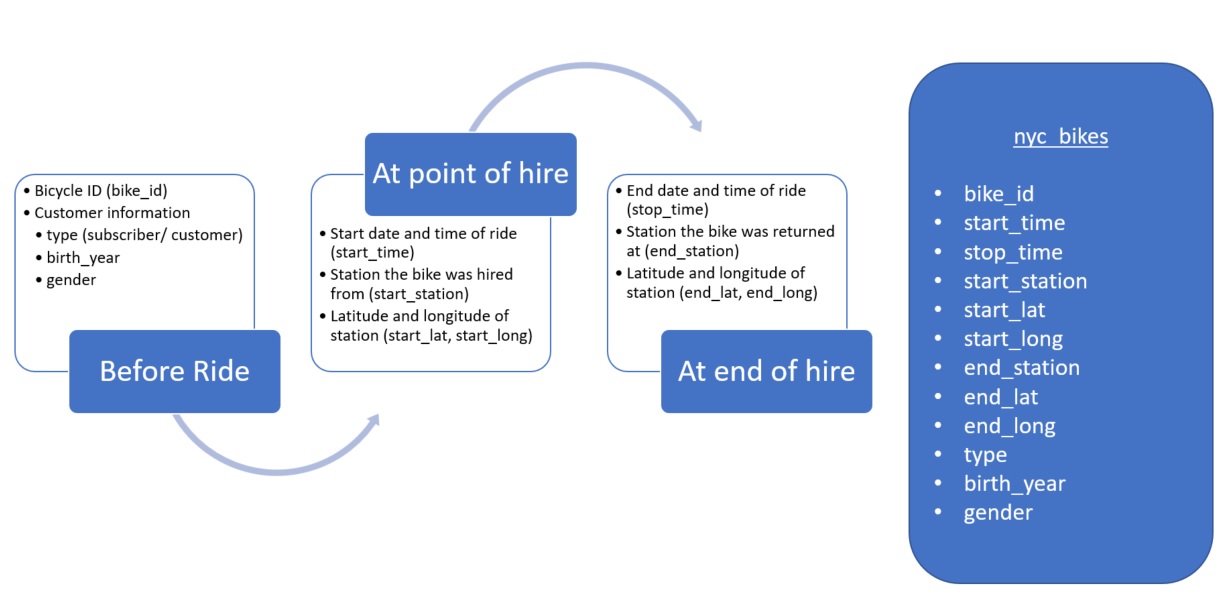 • Bicycle ID (bike_id)
• Customer information
• type (subscriber/ customer)
• birth_year
• gender
Before Ride
At point of hire
• Start date and time of ride
(start_time)
• Station the bike was hired
from (start_station)
• Latitude and longitude of
station (start_lat, start_long)
• End date and time of ride
(stop_time)
• Station the bike was returned
at (end_station)
• Latitude and longitude of
station (end_lat, end_long)
At end of hire
nyc_bikes
• bike_id
• start_time
• stop_time
• start_station
• start_lat
• start_long
• end_station
• end_lat
• end_long
• type
• birth_year
• gender